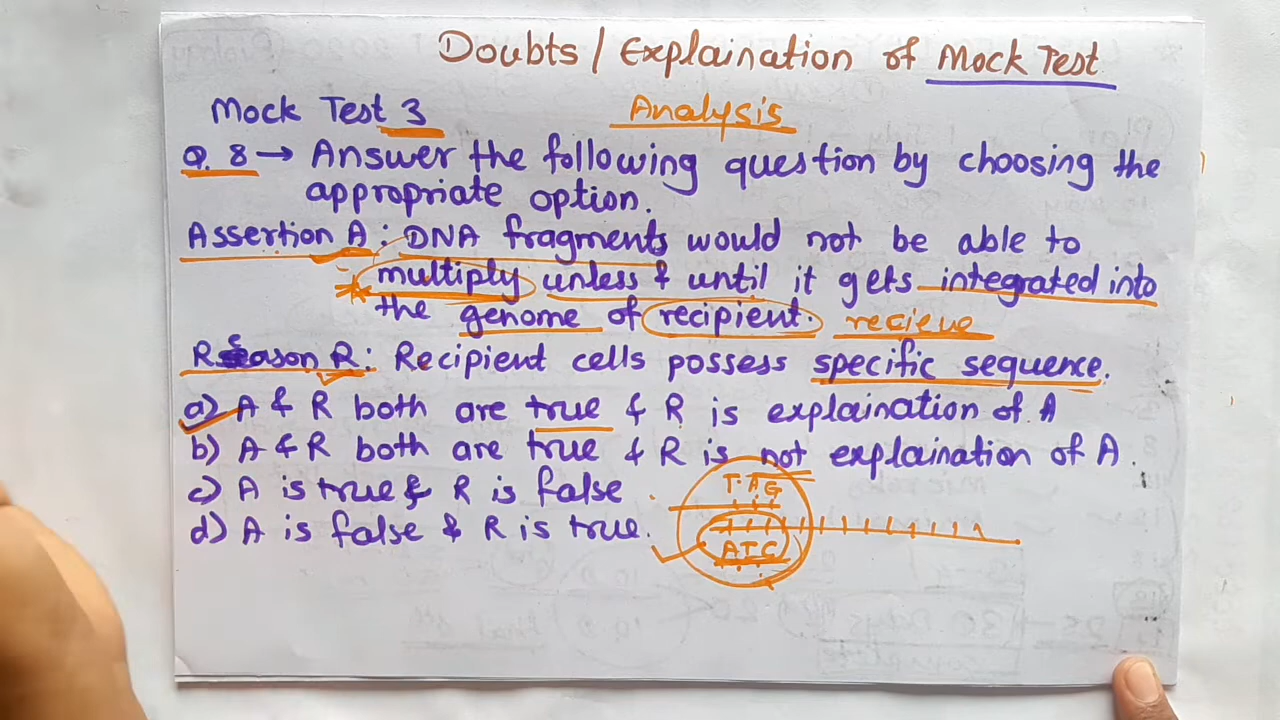 Doubts / Explaination of Mock Test
Mock Test 3 Analysis
Q. 8 → Answer the following question by choosing the
appropriate option.
Assertion A : DNA fragments would not be able to
multiply unless & until it gets integrated into
the genome of recipient. recieve
Reason R : Recipient cells possess specific sequence.
a) A & R both are true & R is explaination of A
b) A & R both are true & R is not explaination of A.
c) A is true & R is false
d) A is false & R is true.
T A G
A T C